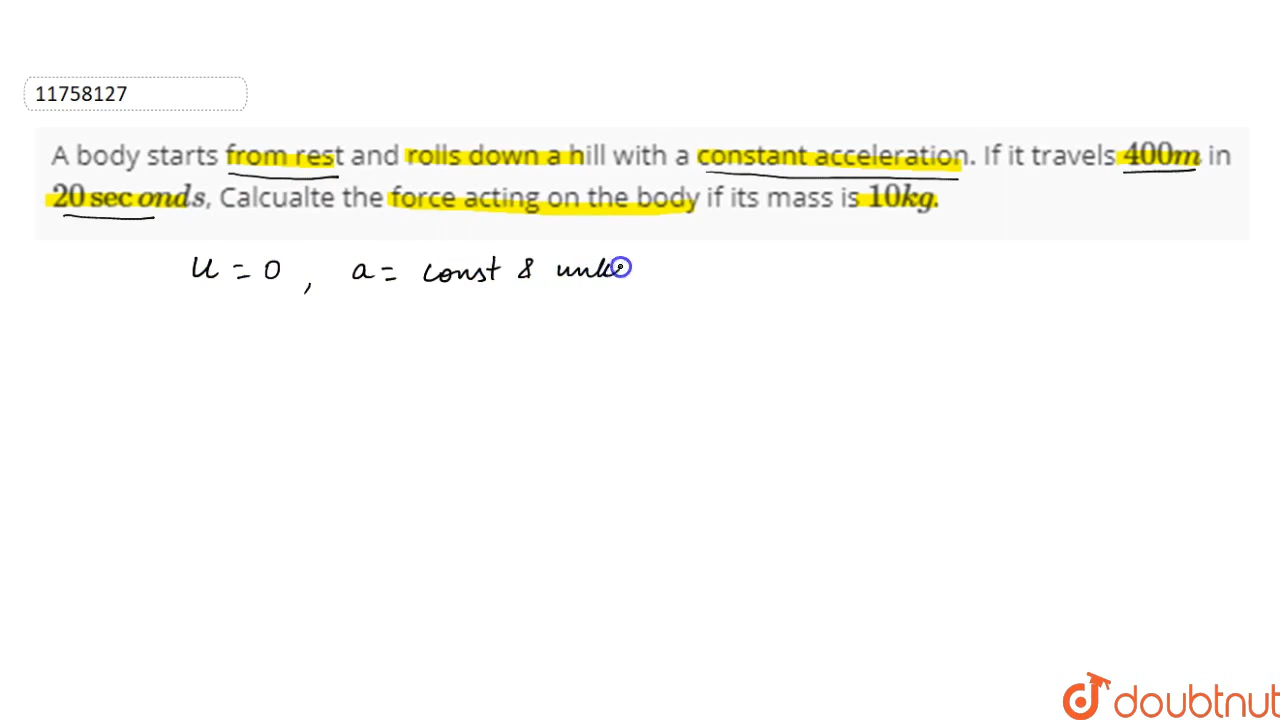 11758127
A body starts from rest and rolls down a hill with a constant acceleration. If it travels 400m in
20 seconds, Calcualte the force acting on the body if its mass is 10kg.
u = 0 , a = const &
doubtnut